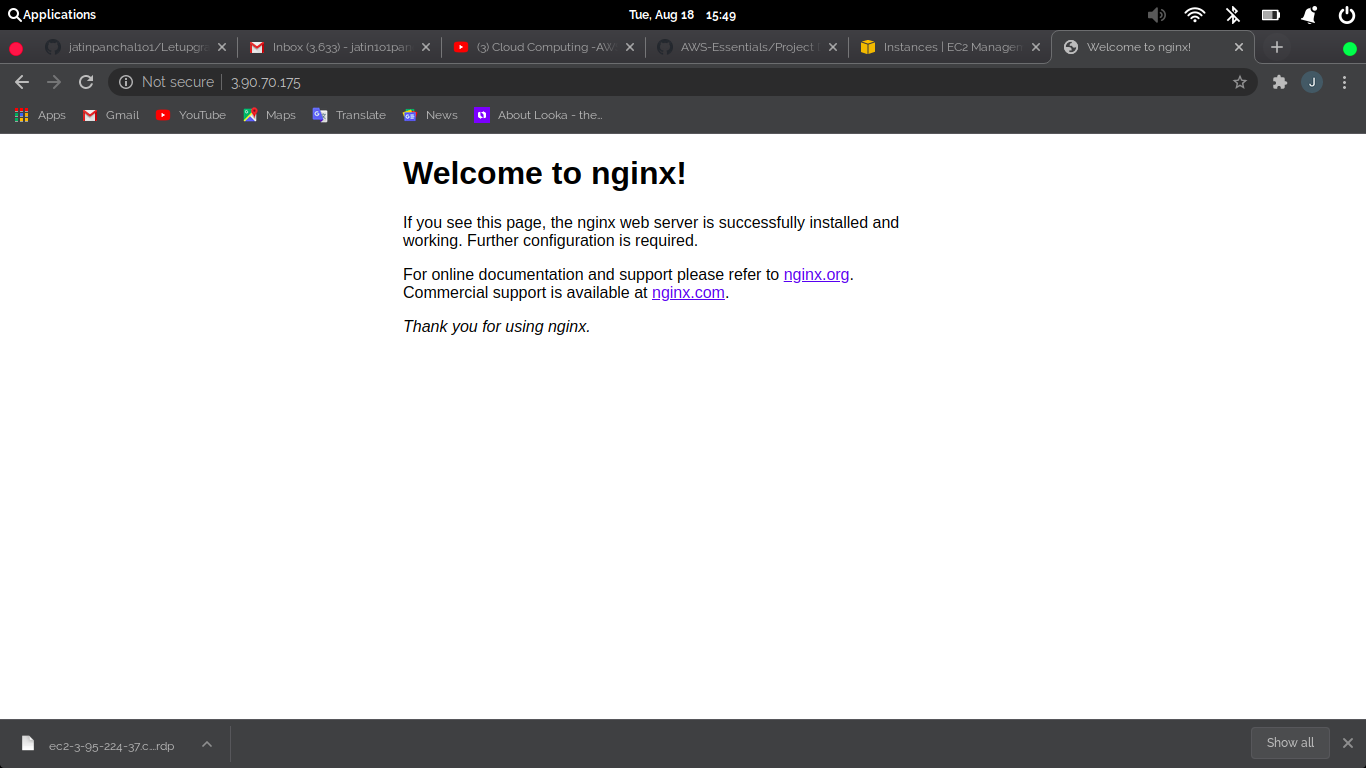 Applications
Tue, Aug 18 15:49
jatinpanchal101/Letupgra
Inbox (3,633) - jatin101pan
(3) Cloud Computing -AW
AWS-Essentials/Project
Instances | EC2 Managem
Welcome to nginx!
Not secure 3.90.70.175
J
Apps
Gmail
YouTube
Maps
Translate
News
About Looka - the…
Welcome to nginx!
If you see this page, the nginx web server is successfully installed and
working. Further configuration is required.
For online documentation and support please refer to nginx.org.
Commercial support is available at nginx.com.
Thank you for using nginx.
ec2-3-95-224-37.c....rdp
Show all